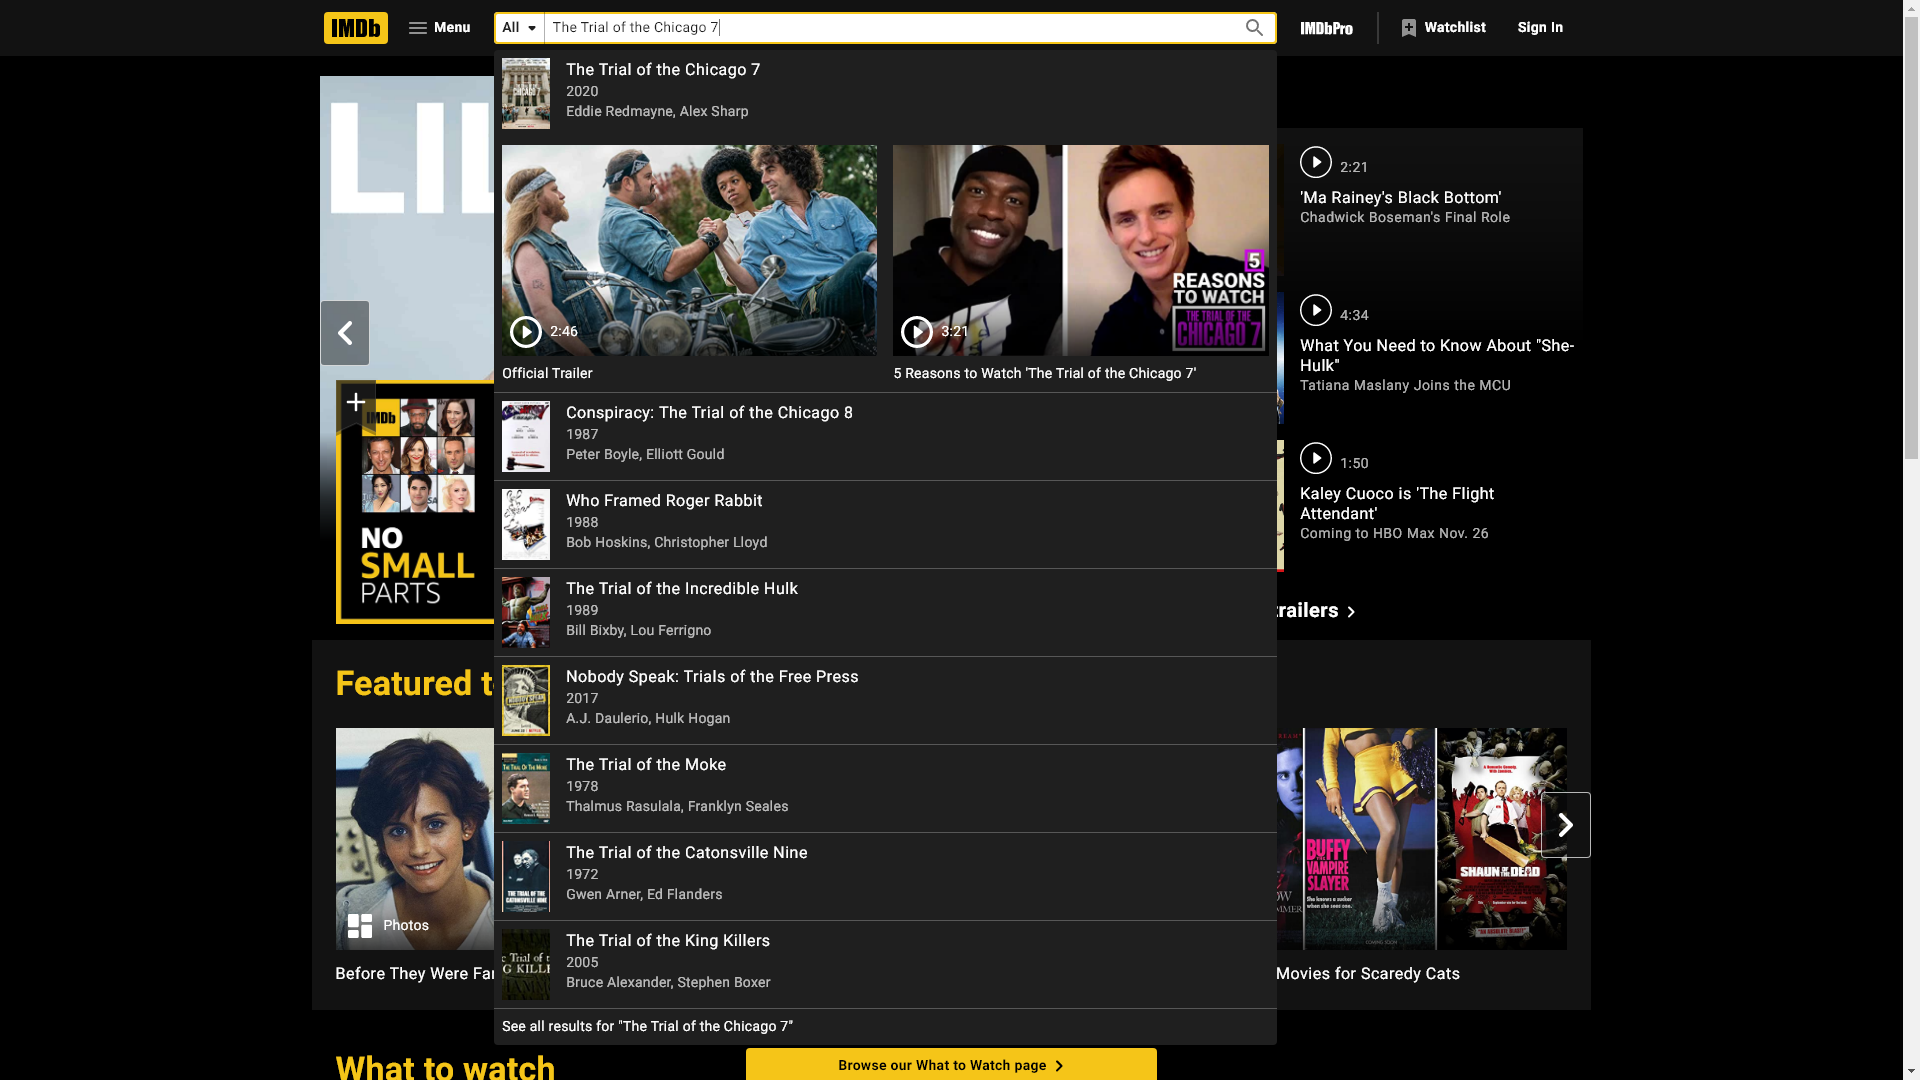 IMDb
Menu
All
The Trial of the Chicago 7
IMDbPro
Watchlist
Sign In
The Trial of the Chicago 7
2020
Eddie Redmayne, Alex Sharp
2:46
Official Trailer
5
REASONS
TO WATCH
THE TRIAL OF THE
CHICAGO 7
3:21
5 Reasons to Watch 'The Trial of the Chicago 7'
Conspiracy: The Trial of the Chicago 8
1987
Peter Boyle, Elliott Gould
Who Framed Roger Rabbit
1988
Bob Hoskins, Christopher Lloyd
The Trial of the Incredible Hulk
1989
Bill Bixby, Lou Ferrigno
Nobody Speak: Trials of the Free Press
2017
A.J. Daulerio, Hulk Hogan
The Trial of the Moke
1978
Thalmus Rasulala, Franklyn Seales
The Trial of the Catonsville Nine
1972
Gwen Arner, Ed Flanders
The Trial of the King Killers
2005
Bruce Alexander, Stephen Boxer
See all results for "The Trial of the Chicago 7"
LIL
IMDb
NO
SMALL
PARTS
2:21
'Ma Rainey's Black Bottom'
Chadwick Boseman's Final Role
4:34
What You Need to Know About "She-
Hulk"
Tatiana Maslany Joins the MCU
1:50
Kaley Cuoco is 'The Flight
Attendant'
Coming to HBO Max Nov. 26
trailers
Featured t
Photos
Before They Were Fa
BUFFY
THE
VAMPIRE
SLAYER
SHAUN OF THE DEAD
Movies for Scaredy Cats
What to watch
Browse our What to Watch page